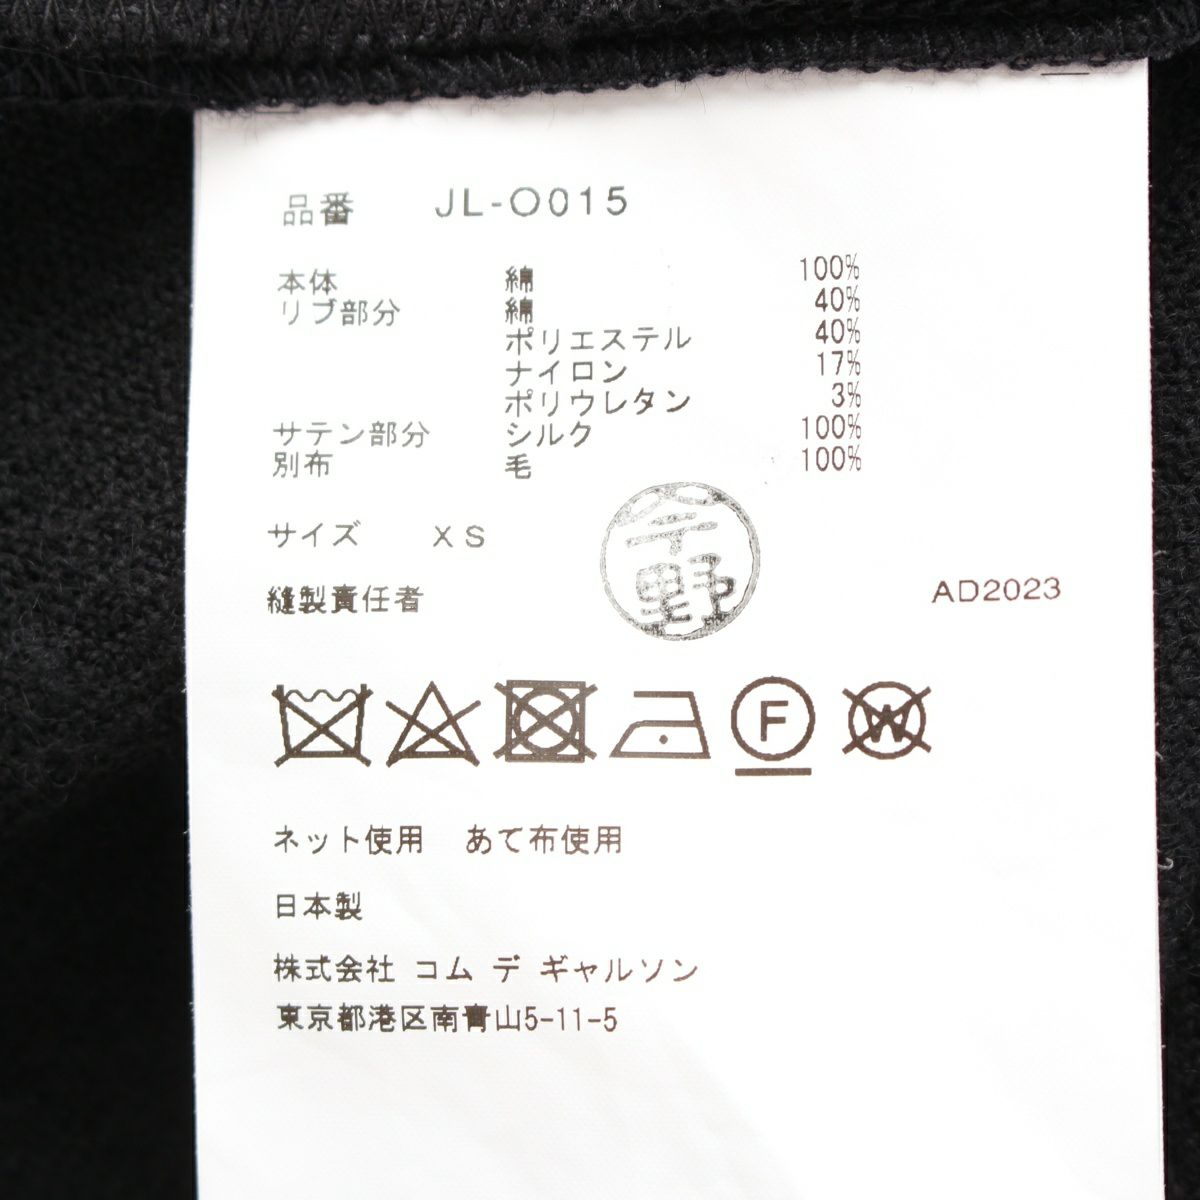 品番 JL-O015
本体 綿 100%
リブ部分 綿 40%
ポリエステル 40%
ナイロン 17%
ポリウレタン 3%
サテン部分 シルク 100%
別布 毛 100%
サイズ XS
今野
縫製責任者 AD2023
F W
ネット使用 あて布使用
日本製
株式会社 コム デ ギャルソン
東京都港区南青山5-11-5